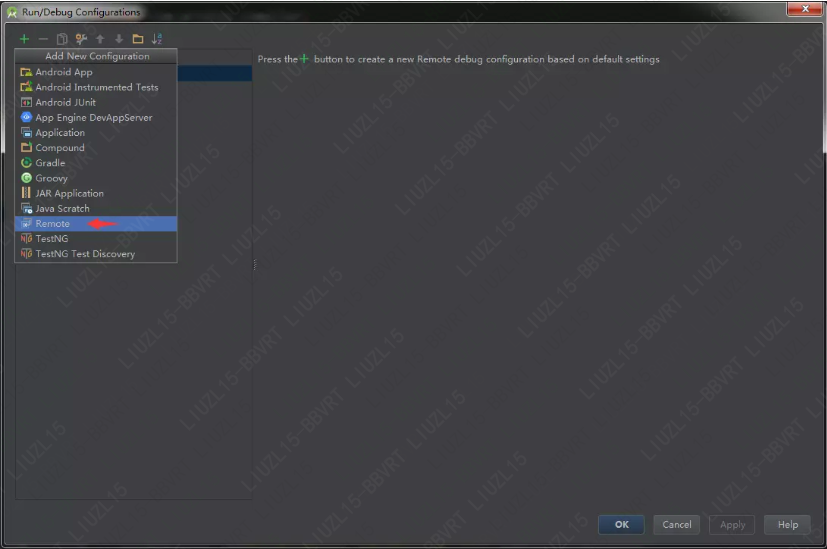 Run/Debug Configurations
Add New Configuration
Press the button to create a new Remote debug configuration based on default settings
Android App
Android Instrumented Tests
Android JUnit
App Engine DevAppServer
Application
Compound
Gradle
Groovy
JAR Application
Java Scratch
Remote
TestNG
TestNG Test Discovery
OK
Cancel
Apply
Help
LIUZL15-BBVRT